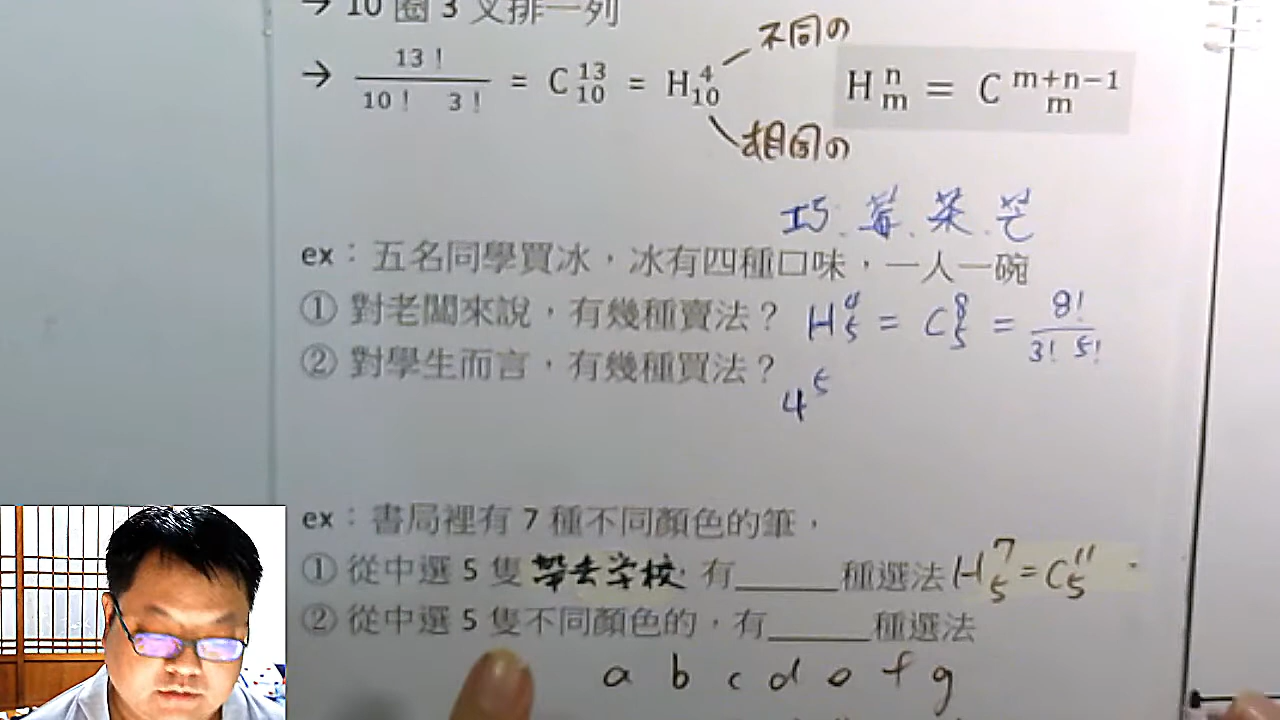 → 10 圈 3 叉排一列
不同の
→ 13！ / 10！ 3！ = C 13 10 = H 4 10
H n m = C m+n−1 m
相同の
巧、莓、茶、芒
ex：五名同學買冰，冰有四種口味，一人一碗
① 對老闆來說，有幾種賣法？ H 4 5 = C 8 5 = 8! / 3! 5!
② 對學生而言，有幾種買法？
4 5
ex：書局裡有 7 種不同顏色的筆，
① 從中選 5 隻帶去学校 有_____種選法 H 7 5 = C 11 5
② 從中選 5 隻不同顏色的，有_____種選法
a b c d e f g